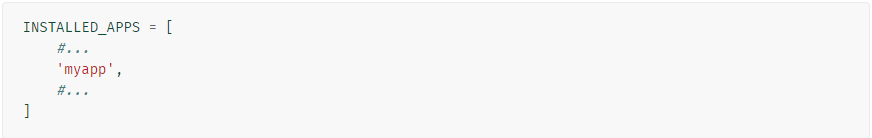 INSTALLED_APPS = [
    #...
    'myapp',
    #...
]